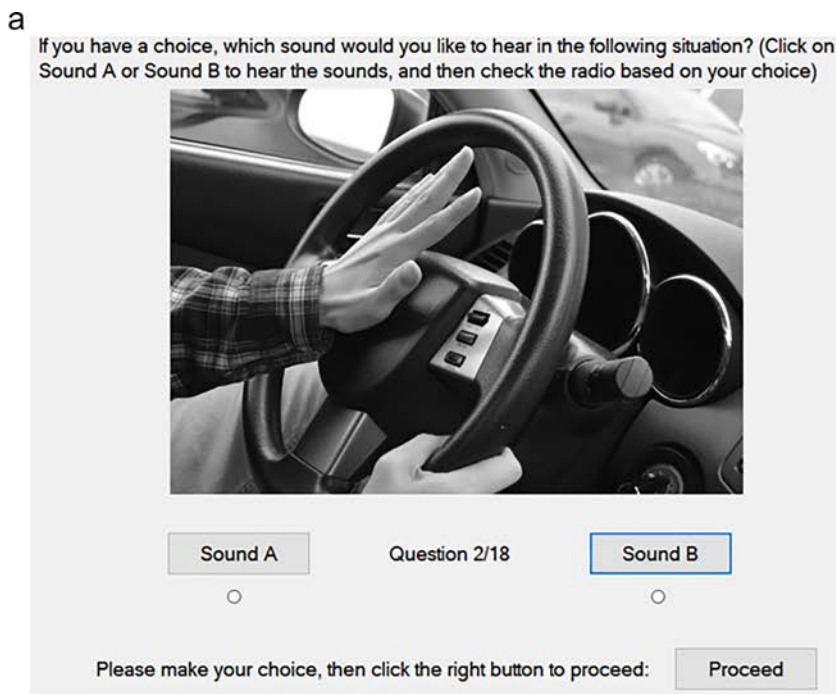 a
If you have a choice, which sound would you like to hear in the following situation? (Click on
Sound A or Sound B to hear the sounds, and then check the radio based on your choice)
Sound A Question 2/18 Sound B
Please make your choice, then click the right button to proceed: Proceed